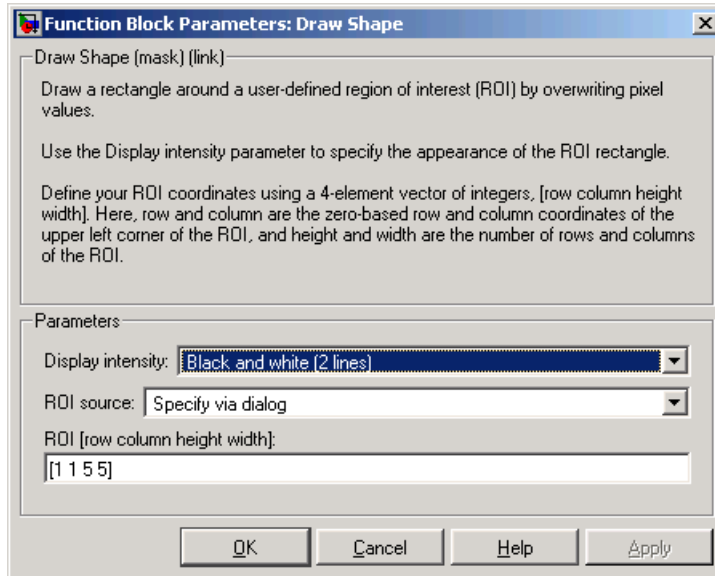 Function Block Parameters: Draw Shape
Draw Shape (mask) (link)
Draw a rectangle around a user-defined region of interest (ROI) by overwriting pixel
values.
Use the Display intensity parameter to specify the appearance of the ROI rectangle.
Define your ROI coordinates using a 4-element vector of integers, [row column height
width]. Here, row and column are the zero-based row and column coordinates of the
upper left corner of the ROI, and height and width are the number of rows and columns
of the ROI.
Parameters
Display intensity: Black and white (2 lines)
ROI source: Specify via dialog
ROI [row column height width]:
[1 1 5 5]
OK Cancel Help Apply